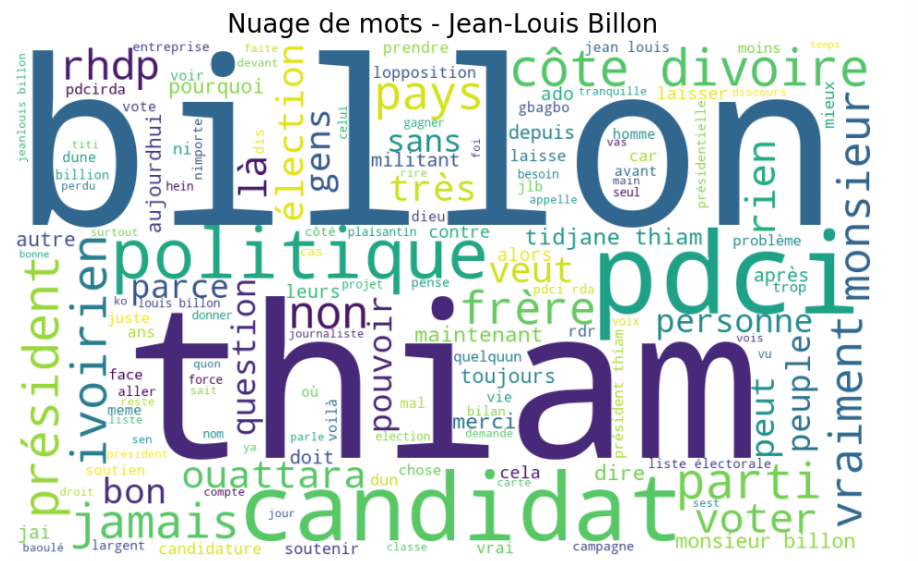 Nuage de mots - Jean-Louis Billon
entreprise
faite
prendre
jean louis
moins
temps
rhdp
voir
devant
lopposition
côte divoire
pdcirda
pourquoi
pays
ado
tranquille
laisser
discours
jeanlouis billon
billon
vote
aujourdhui
ni
nimporte
dis
là
élection
gens
celui
gagner
sans
militant
foi
rire
très
dieu
gbagbo
depuis
laisse
besoin
jlb
appelle
homme
vas
car
avant
main
seul
présidentielle
rien
mieux
monsieur
titi
dune
billion
perdu
hein
autre
bonne
surtout
politique
côté
plaisantin
contre
cas
tidjane thiam
problème
alors
veut
pdci
après
trop
président
ivoirien
parce
ko
louis billon
juste
donner
ans
question
leurs
projet
non
journaliste
pouvoir
pense
frère
pdci rda
maintenant
rdr
voix
personne
vois
vu
thiam
face
aller
meme
liste
quon
force
sait
reste
president
sen
nom
ya
où
parle
voilà
mal
election
quelquun
toujours
vie
bilan
merci
demande
président thiam
peut
peuple
vraiment
soutien
doit
ouattara
dun
chose
cela
carte
dire
liste électorale
parti
droit
bon
compte
jai
jamais
jour
candidat
sest
voter
baoulé
largent
candidature
soutenir
classe
vrai
campagne
monsieur billon